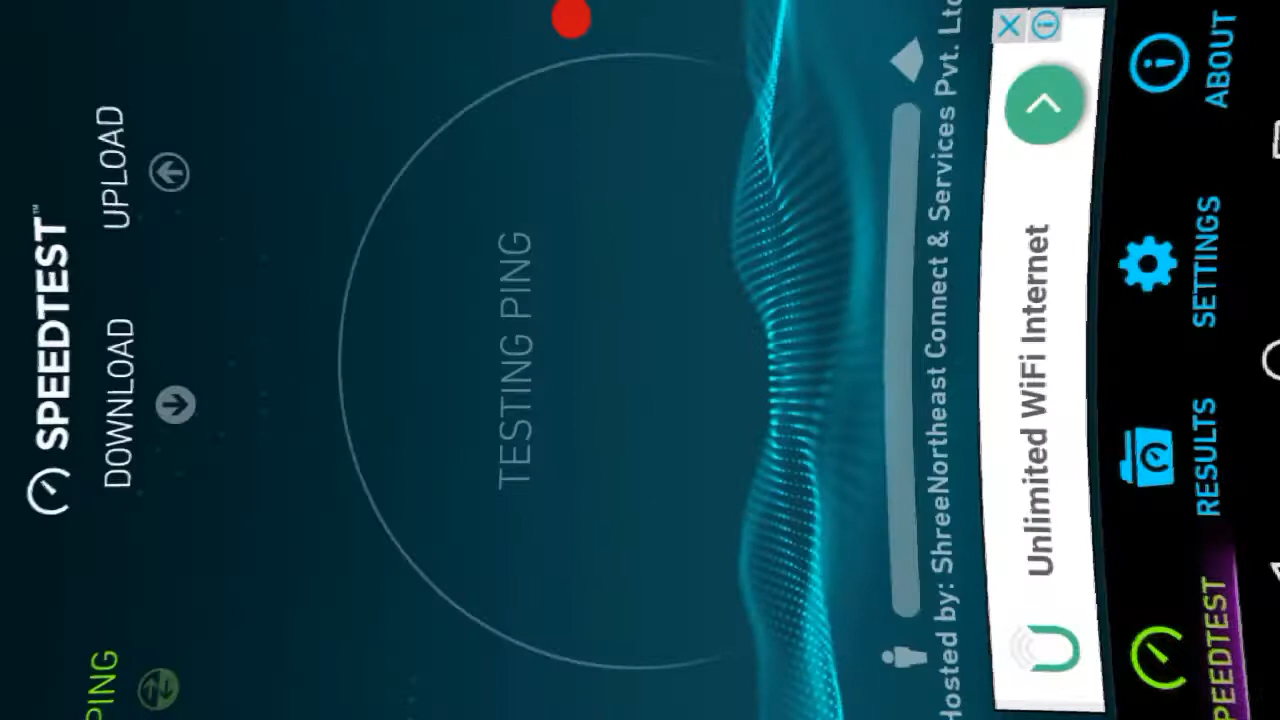 SPEEDTEST™
PING DOWNLOAD UPLOAD
TESTING PING
Hosted by: ShreeNortheast Connect & Services Pvt. Ltd
Unlimited WiFi Internet
SPEEDTEST RESULTS SETTINGS ABOUT